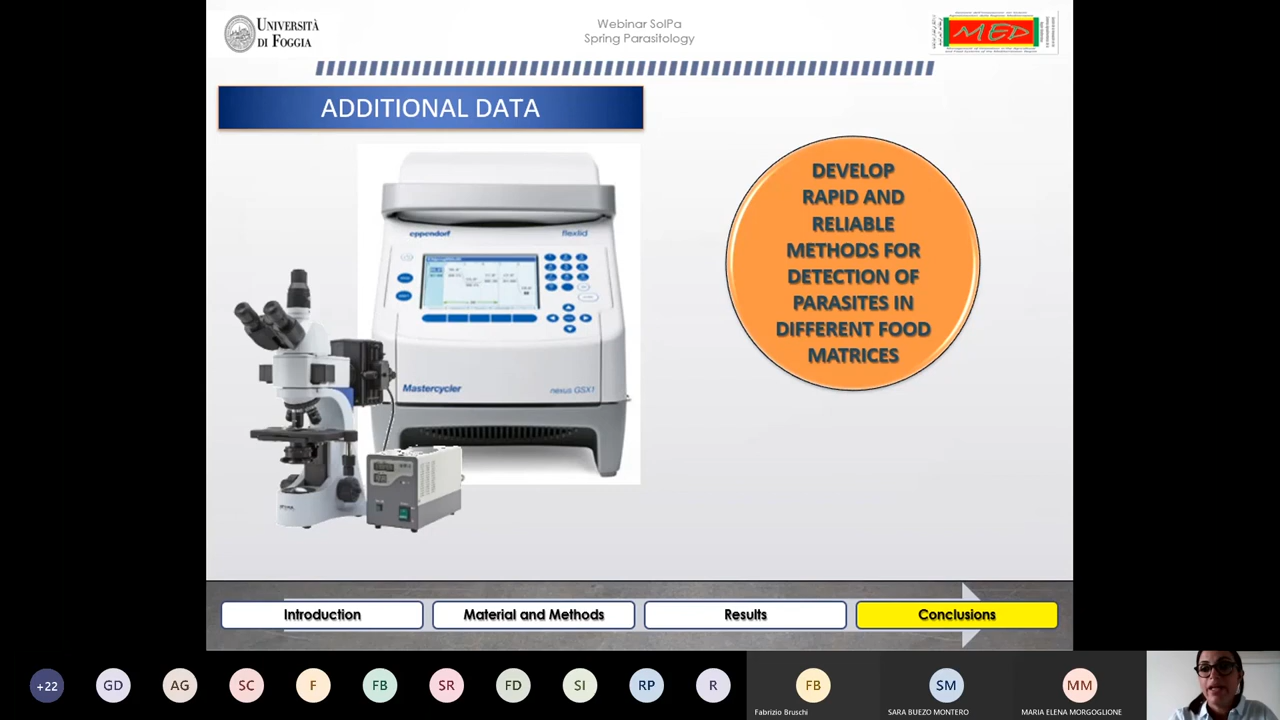 UNIVERSITÀ
DI FOGGIA
Webinar SoIPa
Spring Parasitology
MED
ADDITIONAL DATA
eppendorf
flexlid
Mastercycler
nexus GSX1
DEVELOP
RAPID AND
RELIABLE
METHODS FOR
DETECTION OF
PARASITES IN
DIFFERENT FOOD
MATRICES
Introduction
Material and Methods
Results
Conclusions
+22
GD
AG
SC
F
FB
SR
FD
SI
RP
R
FB
SM
MM
Fabrizio Bruschi
SARA BUEZO MONTERO
MARIA ELENA MORGOGLIONE